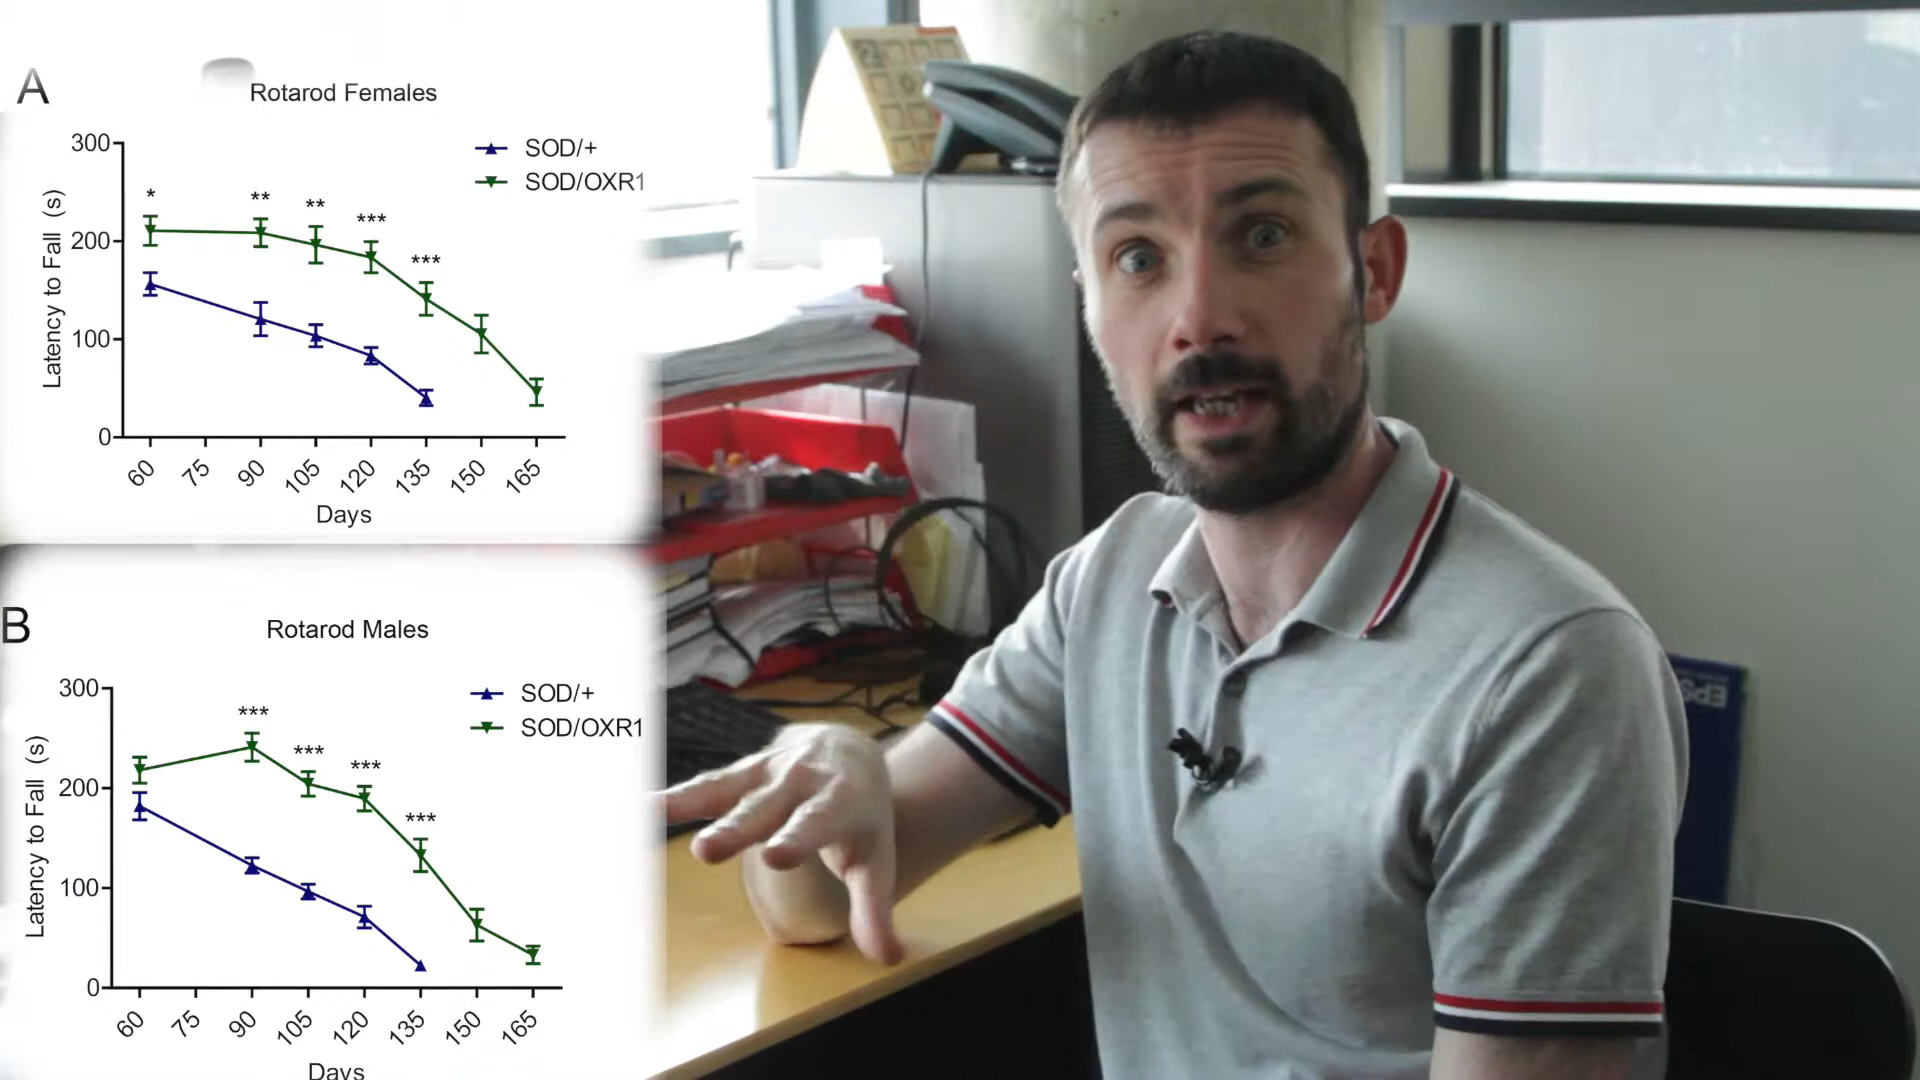 A
Rotarod Females
SOD/+
SOD/OXR1
* ** ** *** ***
Latency to Fall (s)
300
200
100
0
60 75 90 105 120 135 150 165
Days
B
Rotarod Males
SOD/+
SOD/OXR1
*** *** *** ***
Latency to Fall (s)
300
200
100
0
60 75 90 105 120 135 150 165
Days
EPS